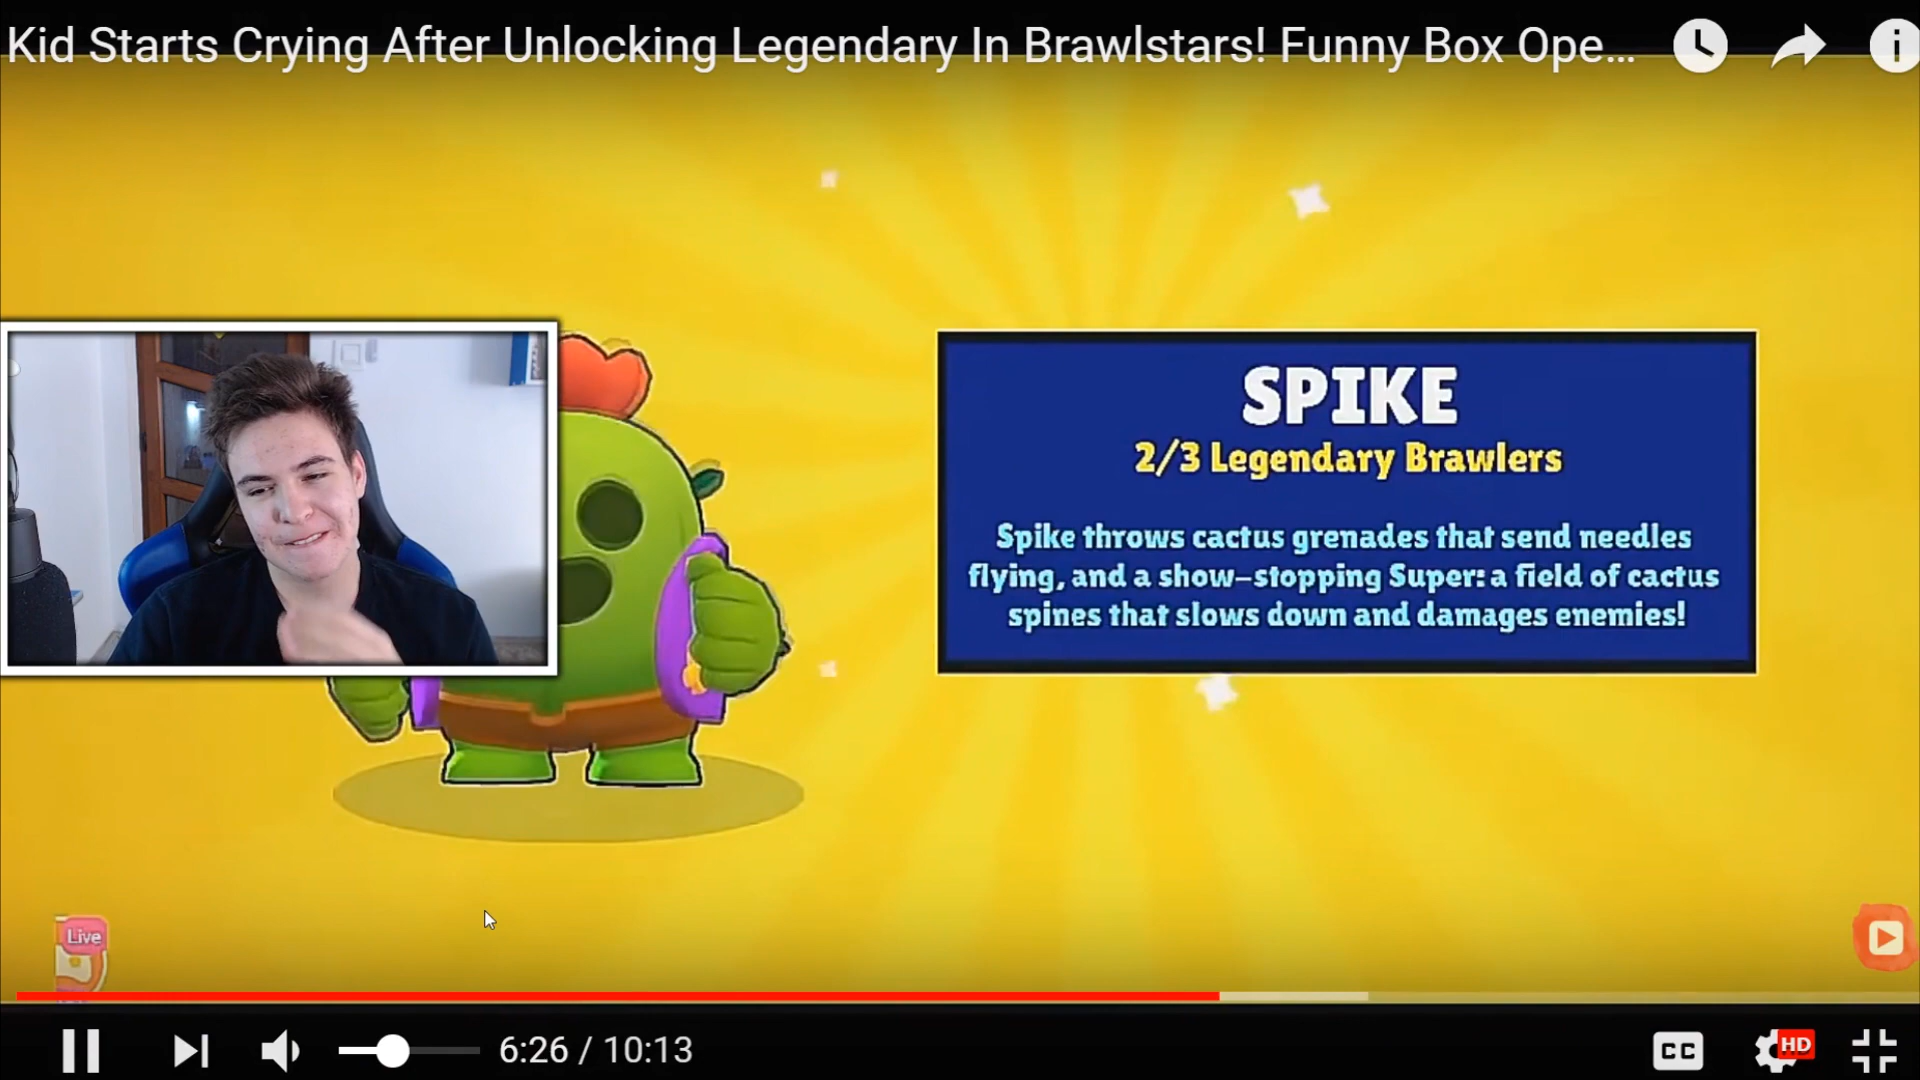 Kid Starts Crying After Unlocking Legendary In Brawlstars! Funny Box Ope...
SPIKE
2/3 Legendary Brawlers
Spike throws cactus grenades that send needles
flying, and a show-stopping Super: a field of cactus
spines that slows down and damages enemies!
Live
6:26 / 10:13
CC
HD